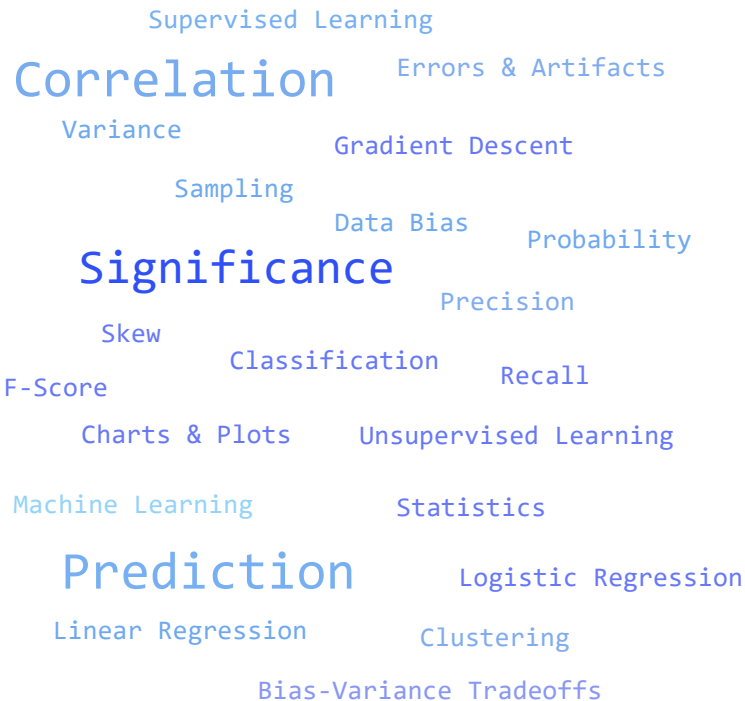 Supervised Learning
Correlation
Errors & Artifacts
Variance
Gradient Descent
Sampling
Data Bias
Probability
Significance
Precision
Skew
Classification
Recall
F-Score
Charts & Plots
Unsupervised Learning
Machine Learning
Statistics
Prediction
Logistic Regression
Linear Regression
Clustering
Bias-Variance Tradeoffs